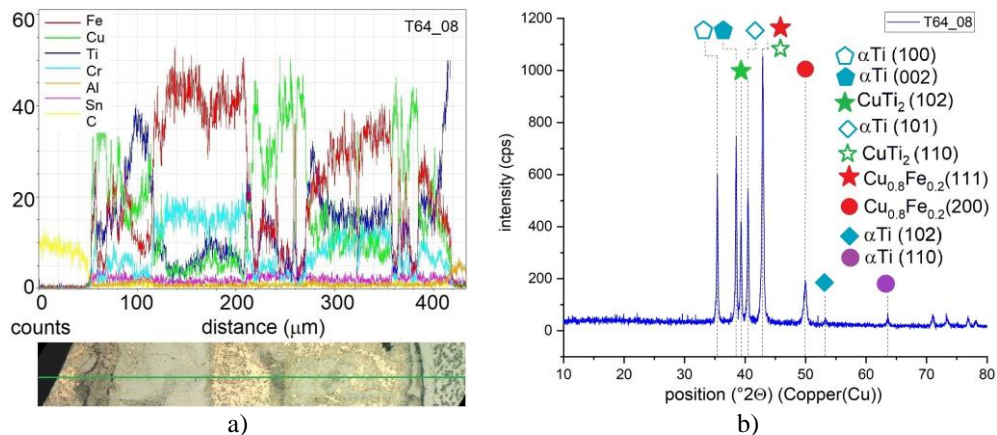 Fe
Cu
Ti
Cr
Al
Sn
C
T64_08
60
40
20
0
0 100 200 300 400
counts
distance (μm)
a)
T64_08
1200
1000
800
600
400
200
0
intensity (cps)
αTi (100)
αTi (002)
CuTi₂ (102)
αTi (101)
CuTi₂ (110)
Cu₀.₈Fe₀.₂(111)
Cu₀.₈Fe₀.₂(200)
αTi (102)
αTi (110)
10 20 30 40 50 60 70 80
position (°2Θ) (Copper(Cu))
b)